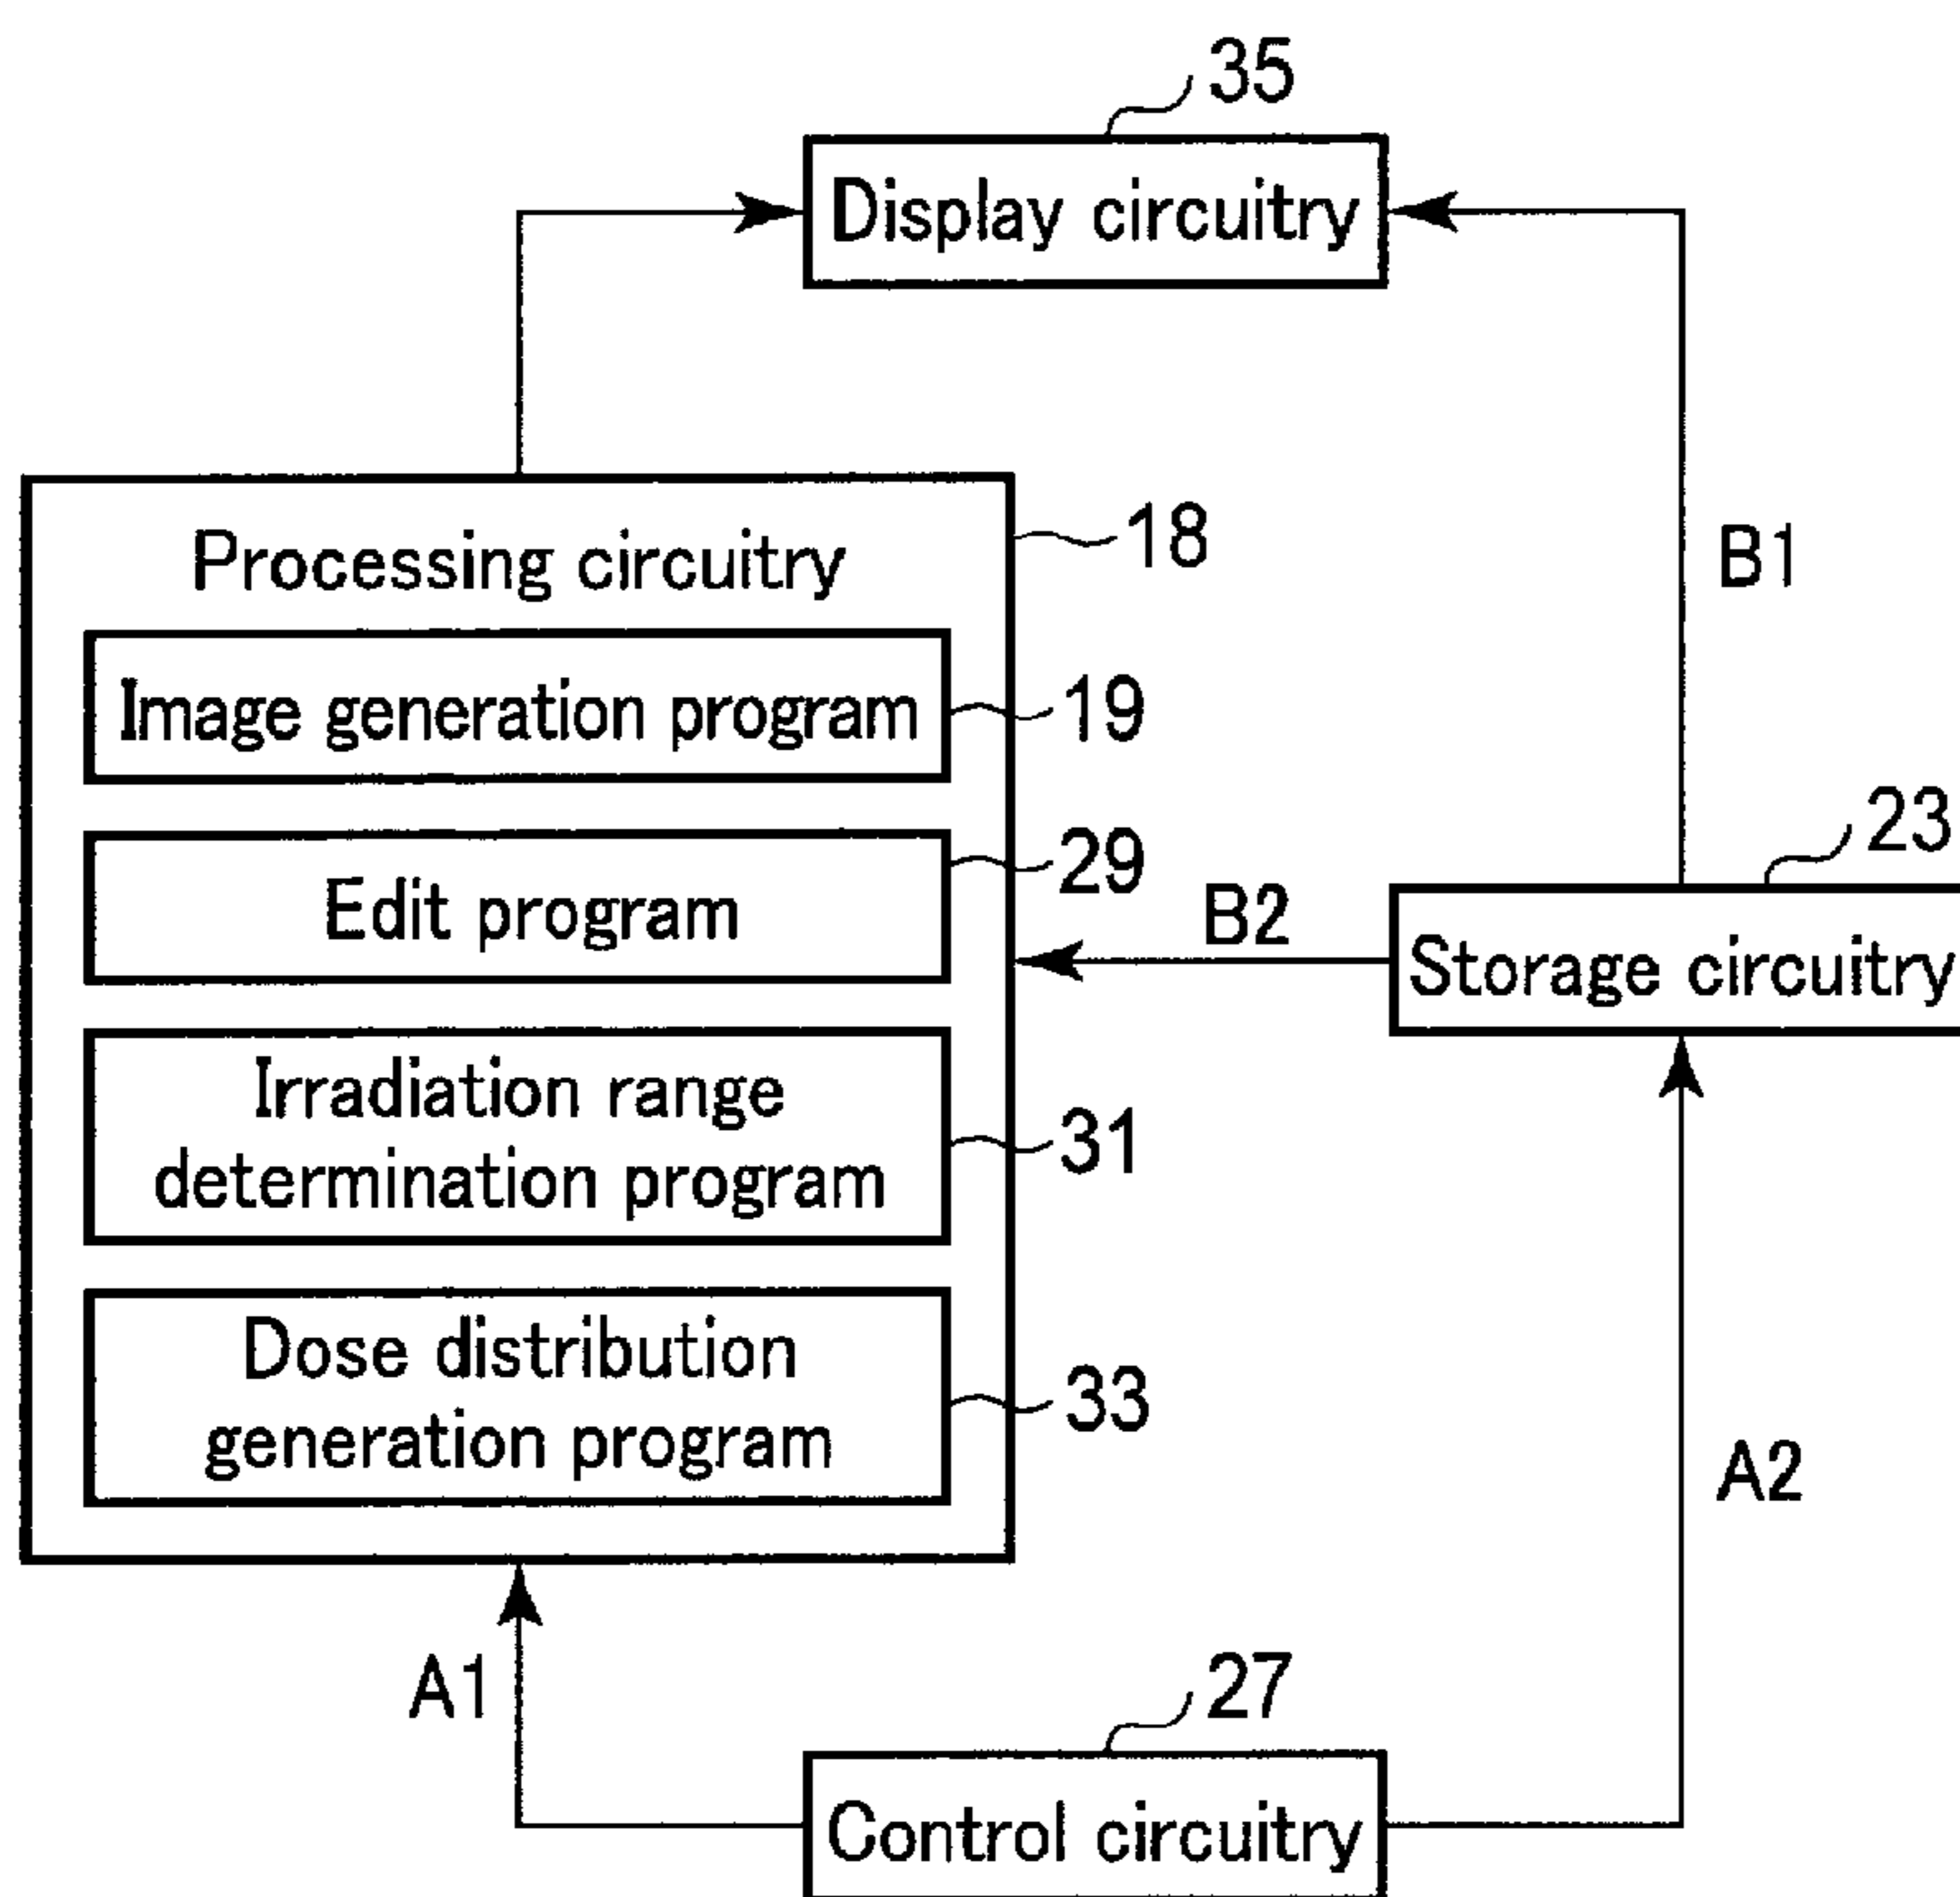 35
Display circuitry
18
Processing circuitry
B1
Image generation program
19
23
29
Edit program
B2
Storage circuitry
Irradiation range
determination program
31
Dose distribution
generation program
33
A2
A1
27
Control circuitry